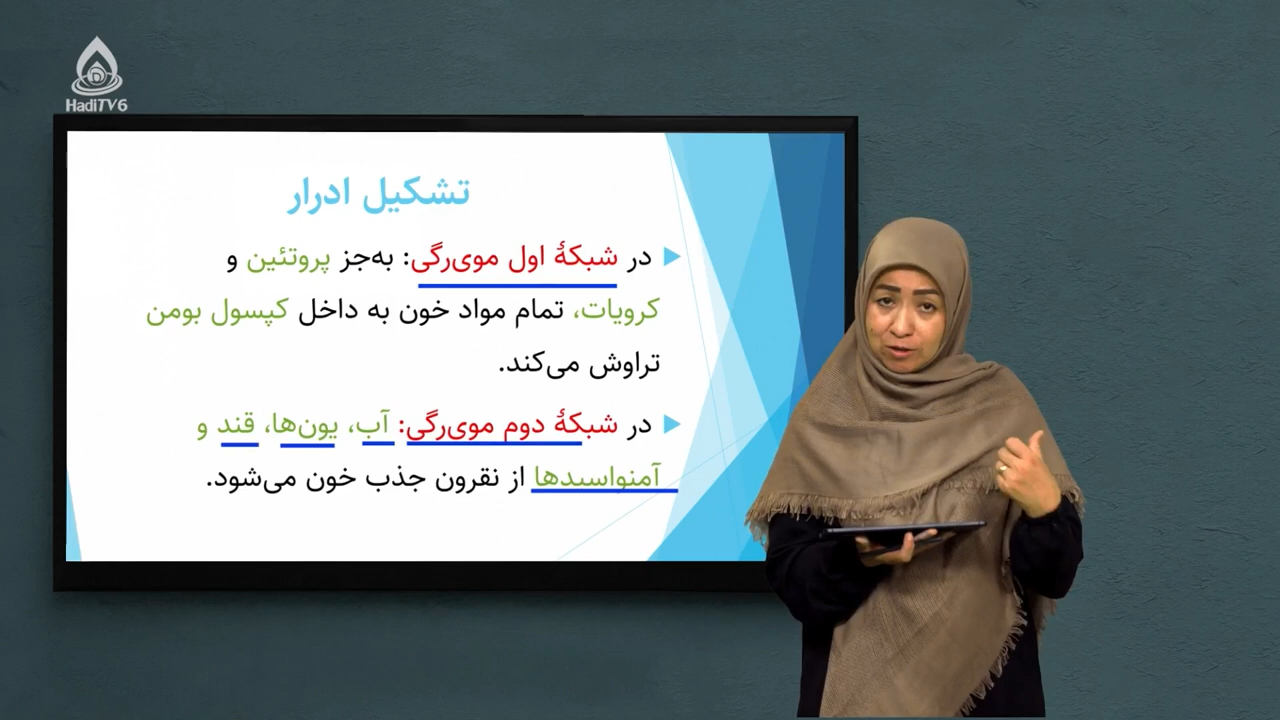 HadiTV6
تشکیل ادرار
در شبکهٔ اول موی‌رگی: به‌جز پروتئین و
کرویات، تمام مواد خون به داخل کپسول بومن
تراوش می‌کند.
در شبکهٔ دوم موی‌رگی: آب، یون‌ها، قند و
آمنواسیدها از نقرون جذب خون می‌شود.